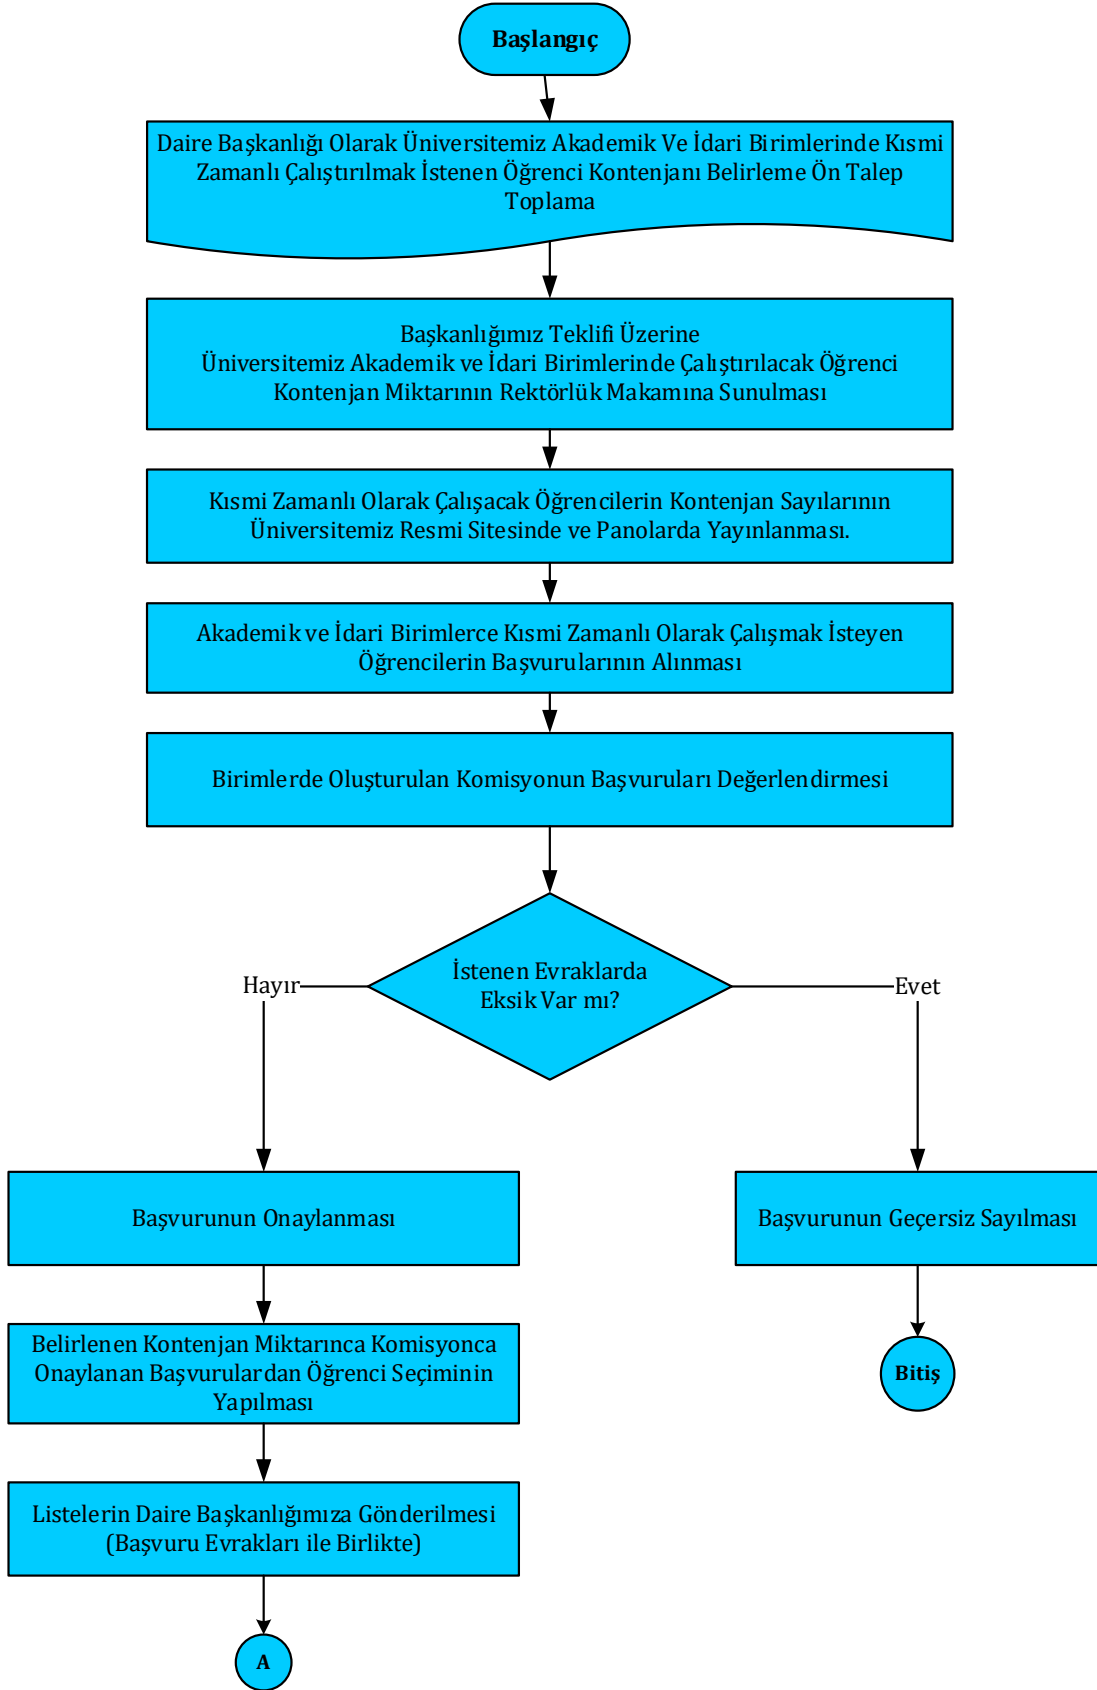 Başlangıç
Daire Başkanlığı Olarak Üniversitemiz Akademik Ve İdari Birimlerinde Kısmi
Zamanlı Çalıştırılmak İstenen Öğrenci Kontenjanı Belirleme Ön Talep
Toplama
Başkanlığımız Teklifi Üzerine
Üniversitemiz Akademik ve İdari Birimlerinde Çalıştırılacak Öğrenci
Kontenjan Miktarının Rektörlük Makamına Sunulması
Kısmi Zamanlı Olarak Çalışacak Öğrencilerin Kontenjan Sayılarının
Üniversitemiz Resmi Sitesinde ve Panolarda Yayınlanması.
Akademik ve İdari Birimlerce Kısmi Zamanlı Olarak Çalışmak İsteyen
Öğrencilerin Başvurularının Alınması
Birimlerde Oluşturulan Komisyonun Başvuruları Değerlendirmesi
İstenen Evraklarda
Eksik Var mı?
Hayır
Evet
Başvurunun Onaylanması
Başvurunun Geçersiz Sayılması
Belirlenen Kontenjan Miktarınca Komisyonca
Onaylanan Başvurulardan Öğrenci Seçiminin
Yapılması
Bitiş
Listelerin Daire Başkanlığımıza Gönderilmesi
(Başvuru Evrakları ile Birlikte)
A